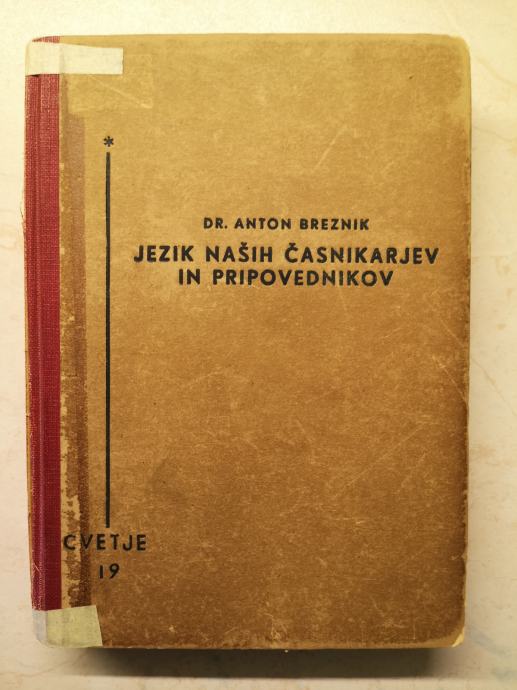 *
DR. ANTON BREZNIK
JEZIK NAŠIH ČASNIKARJEV
IN PRIPOVEDNIKOV
CVETJE
19